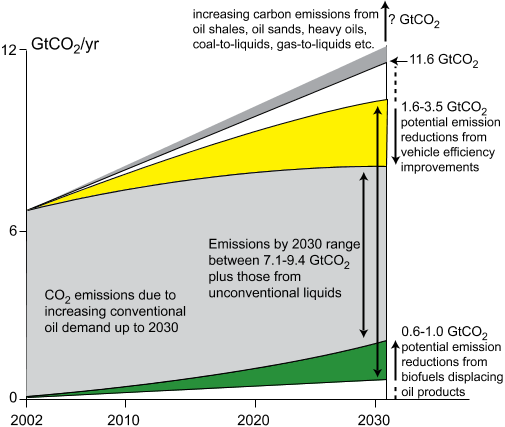 increasing carbon emissions from
oil shales, oil sands, heavy oils,
coal-to-liquids, gas-to-liquids etc.
? GtCO2
12
GtCO2/yr
11.6 GtCO2
1.6-3.5 GtCO2
potential emission
reductions from
vehicle efficiency
improvements
6
Emissions by 2030 range
between 7.1-9.4 GtCO2
plus those from
unconventional liquids
CO2 emissions due to
increasing conventional
oil demand up to 2030
0.6-1.0 GtCO2
potential emission
reductions from
biofuels displacing
oil products
0
2002
2010
2020
2030